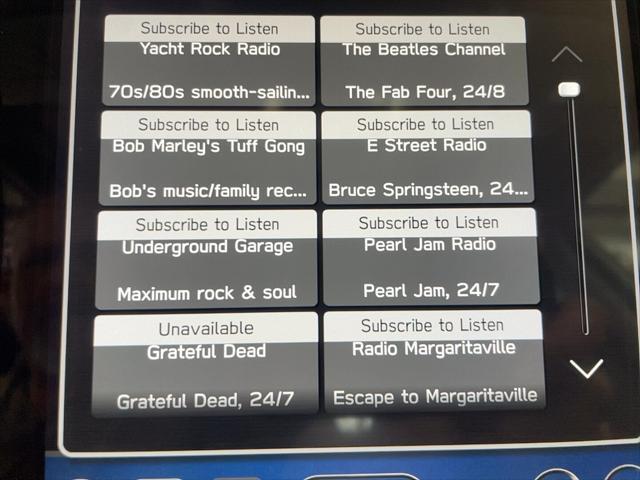 Subscribe to Listen
Yacht Rock Radio
70s/80s smooth-sailin...
Subscribe to Listen
The Beatles Channel
The Fab Four, 24/8
Subscribe to Listen
Bob Marley's Tuff Gong
Bob's music/family rec...
Subscribe to Listen
E Street Radio
Bruce Springsteen, 24...
Subscribe to Listen
Underground Garage
Maximum rock & soul
Subscribe to Listen
Pearl Jam Radio
Pearl Jam, 24/7
Unavailable
Grateful Dead
Grateful Dead, 24/7
Subscribe to Listen
Radio Margaritaville
Escape to Margaritaville